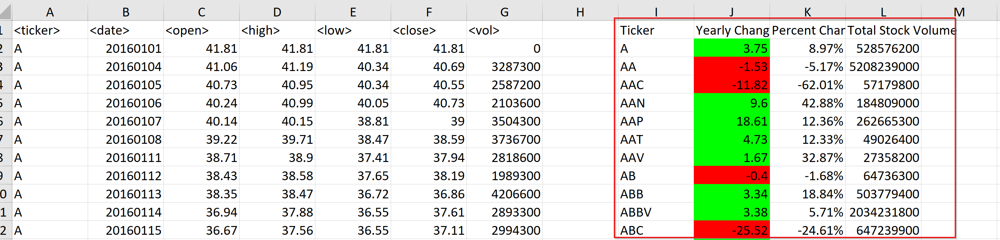 A B C D E F G H I J K L M
1 <ticker> <date> <open> <high> <low> <close> <vol> Ticker Yearly Chang Percent Char Total Stock Volume
2 A 20160101 41.81 41.81 41.81 41.81 0 A 3.75 8.97% 528576200
3 A 20160104 41.06 41.19 40.34 40.69 3287300 AA -1.53 -5.17% 5208239000
4 A 20160105 40.73 40.95 40.34 40.55 2587200 AAC -11.82 -62.01% 57179800
5 A 20160106 40.24 40.99 40.05 40.73 2103600 AAN 9.6 42.88% 184809000
6 A 20160107 40.14 40.15 38.81 39 3504300 AAP 18.61 12.36% 262665300
7 A 20160108 39.22 39.71 38.47 38.59 3736700 AAT 4.73 12.33% 49026400
8 A 20160111 38.71 38.9 37.41 37.94 2818600 AAV 1.67 32.87% 27358200
9 A 20160112 38.43 38.58 37.65 38.19 1989300 AB -0.4 -1.68% 64736300
0 A 20160113 38.35 38.47 36.72 36.86 4206600 ABB 3.34 18.84% 503779400
1 A 20160114 36.94 37.88 36.55 37.61 2893300 ABBV 3.38 5.71% 2034231800
2 A 20160115 36.67 37.56 36.55 37.11 2994300 ABC -25.52 -24.61% 647239900